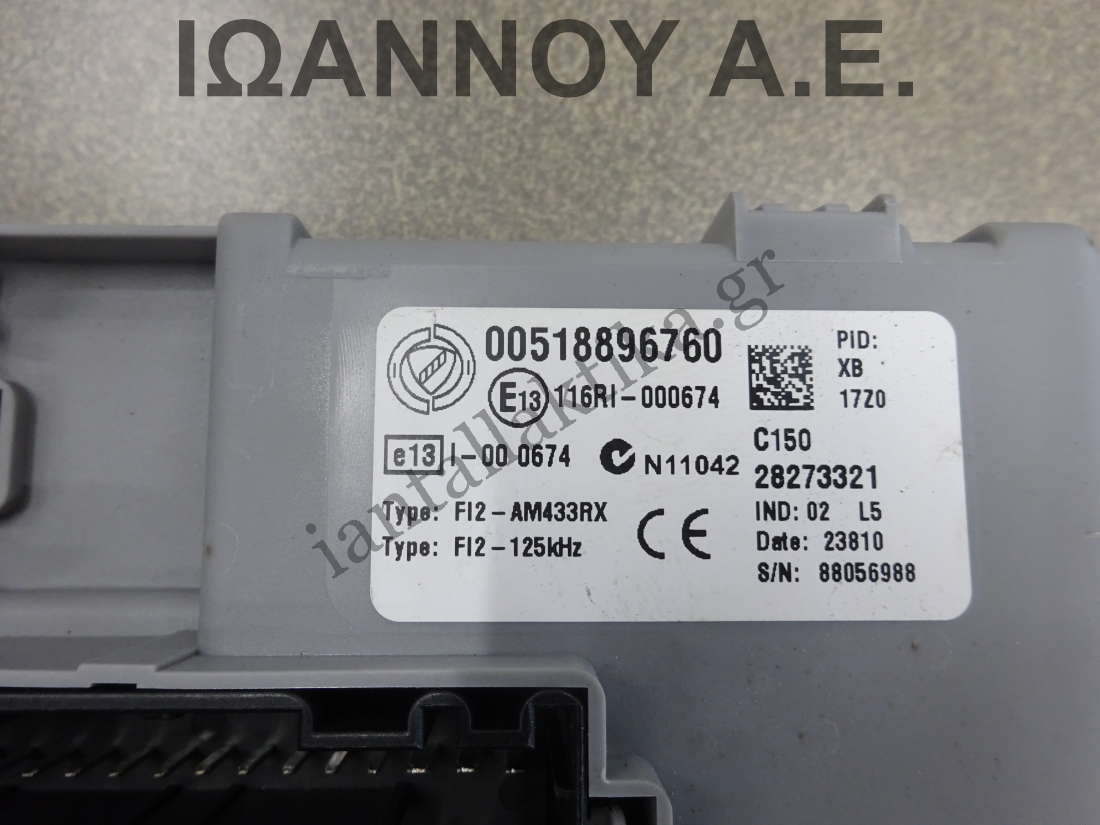 ΙΩΑΝΝΟΥ Α.Ε.
iantallaktika.gr
00518896760
E13 116RI-000674
e13 I-00 0674
N11042
Type: FI2-AM433RX
Type: FI2-125kHz
CE
PID:
XB
17Z0
C150
28273321
IND: 02 L5
Date: 23810
S/N: 88056988